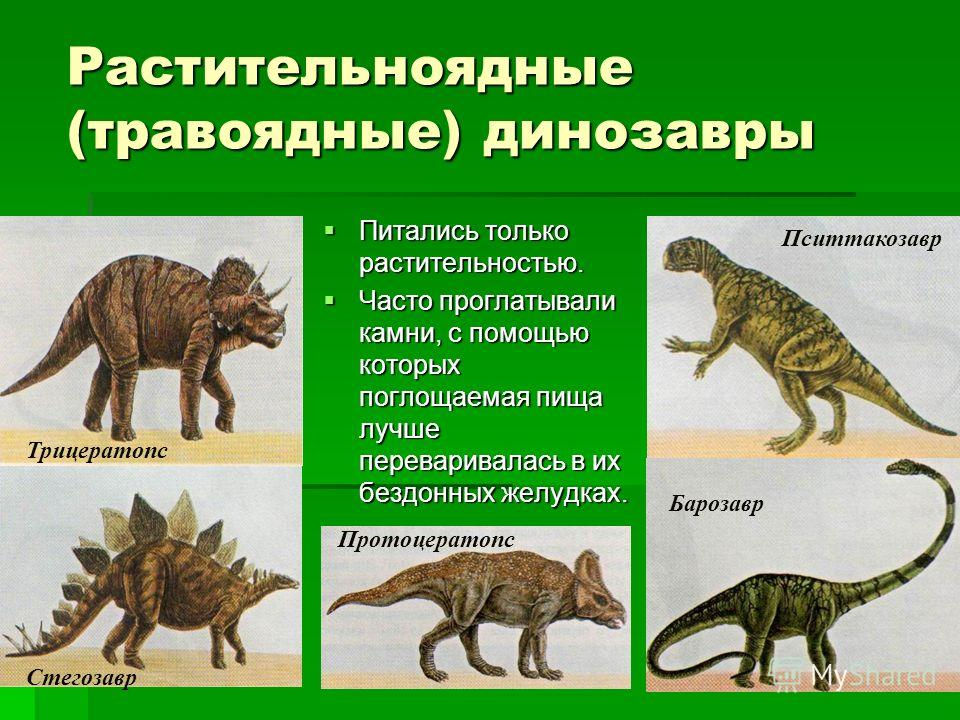 Растительноядные
(травоядные) динозавры
Питались только
растительностью.
Часто проглатывали
камни, с помощью
которых
поглощаемая пища
лучше
переваривалась в их
бездонных желудках.
Трицератопс
Стегозавр
Протоцератопс
Пситтакозавр
Барозавр
MyShared